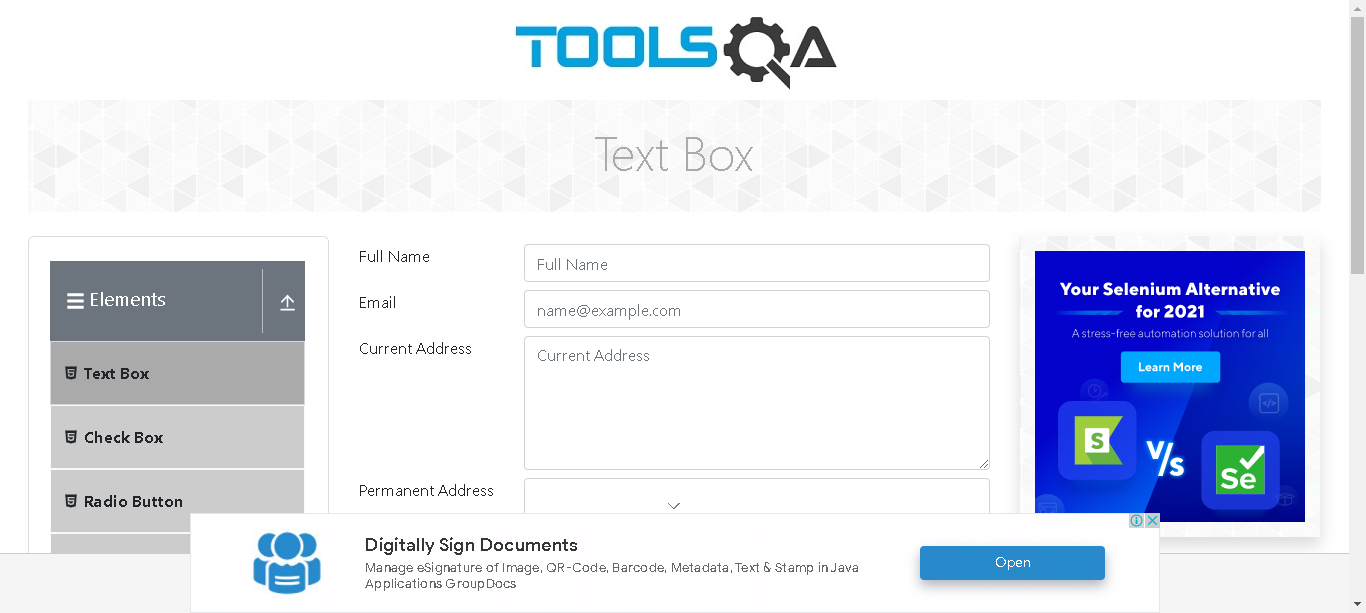 TOOLSQA
Text Box
Elements
Text Box
Check Box
Radio Button
Full Name
Full Name
Email
name@example.com
Current Address
Current Address
Permanent Address
Your Selenium Alternative
for 2021
A stress-free automation solution for all
Learn More
S
V/s
Se
Digitally Sign Documents
Manage eSignature of Image, QR-Code, Barcode, Metadata, Text & Stamp in Java
Applications GroupDocs
Open